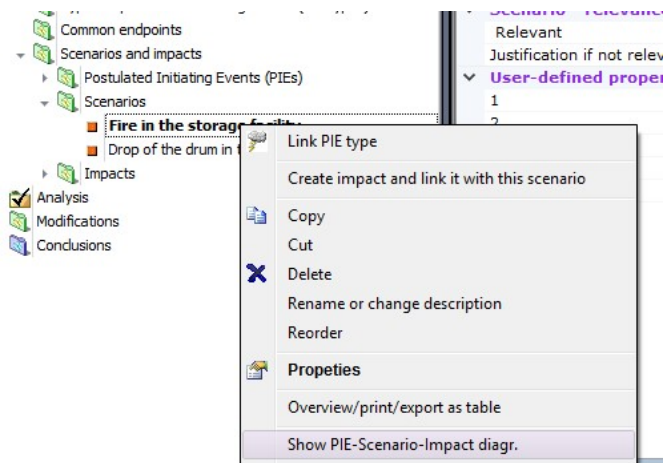 Common endpoints
Scenarios and impacts
Postulated Initiating Events (PIEs)
Scenarios
Fire in the storage facility
Drop of the drum in
Impacts
Analysis
Modifications
Conclusions
Scenario - relevance
Relevant
Justification if not relev
User-defined proper
1
2
Link PIE type
Create impact and link it with this scenario
Copy
Cut
Delete
Rename or change description
Reorder
Propeties
Overview/print/export as table
Show PIE-Scenario-Impact diagr.